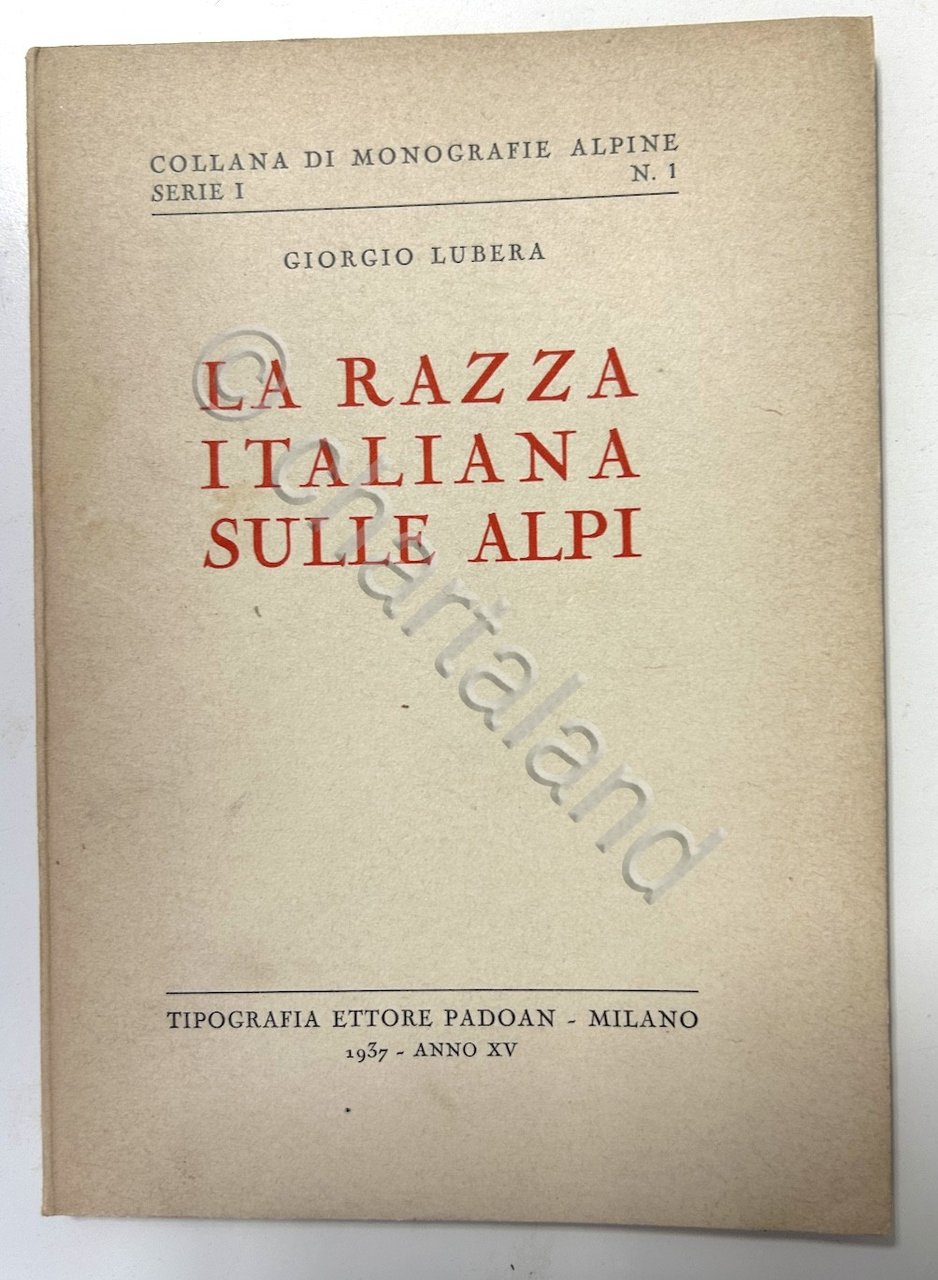 COLLANA DI MONOGRAFIE ALPINE
SERIE I N. 1
GIORGIO LUBERA
LA RAZZA
ITALIANA
SULLE ALPI
© chartaland
TIPOGRAFIA ETTORE PADOAN - MILANO
1937 - ANNO XV